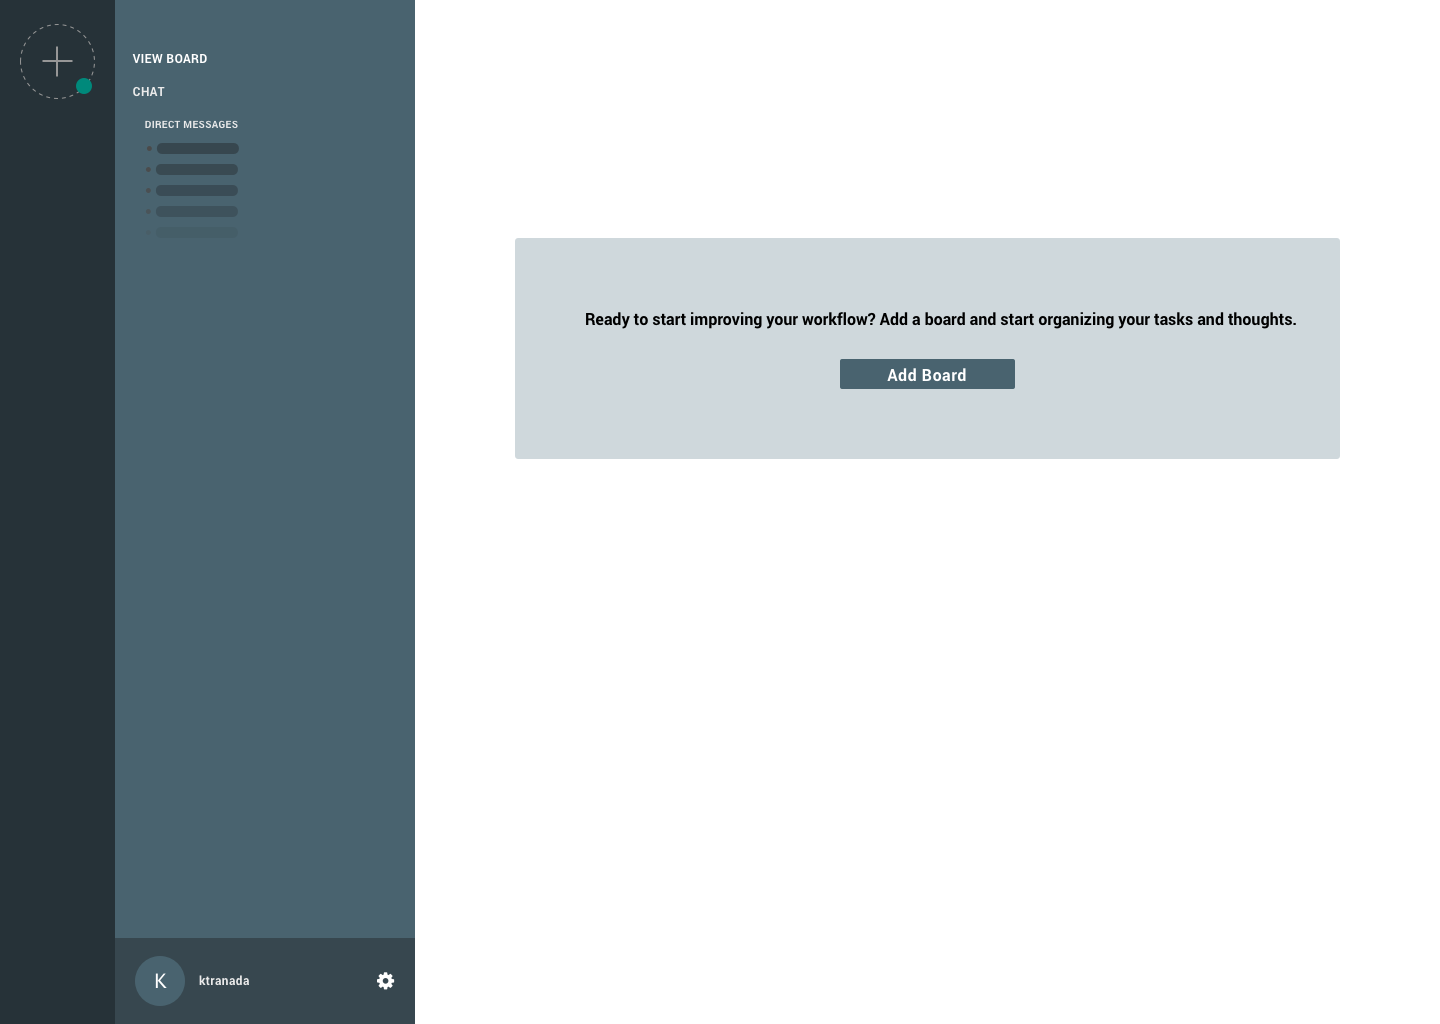 VIEW BOARD
CHAT
DIRECT MESSAGES
Ready to start improving your workflow? Add a board and start organizing your tasks and thoughts.
Add Board
K
ktranada